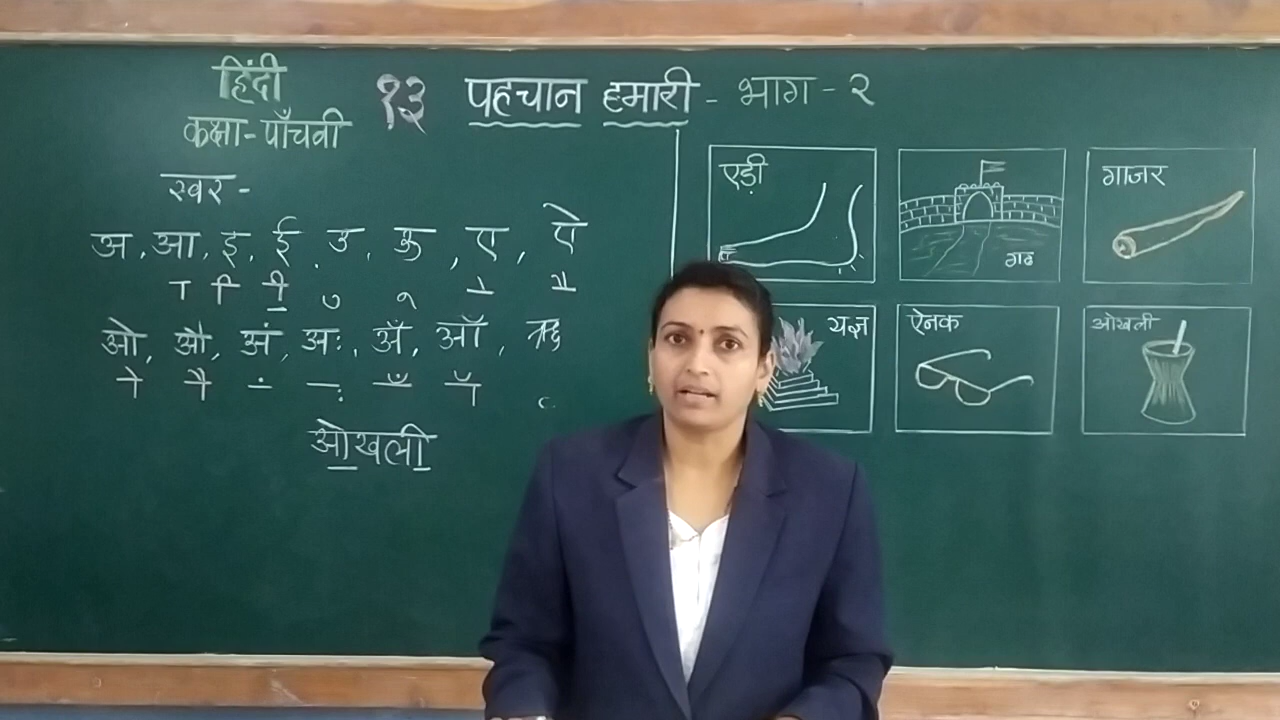 हिंदी
कक्षा-पाँचवी
१३ पहचान हमारी - भाग - २
स्वर -
अ, आ, इ, ई, उ, ऊ, ए, ऐ
ा ि ी ु ू े ै
ओ, औ, अं, अः, अँ, ऑ, ऋ
ो ौ ं ः ँ ॉ ृ
ओखली
एड़ी
गढ
गाजर
यज्ञ
ऐनक
ओखली